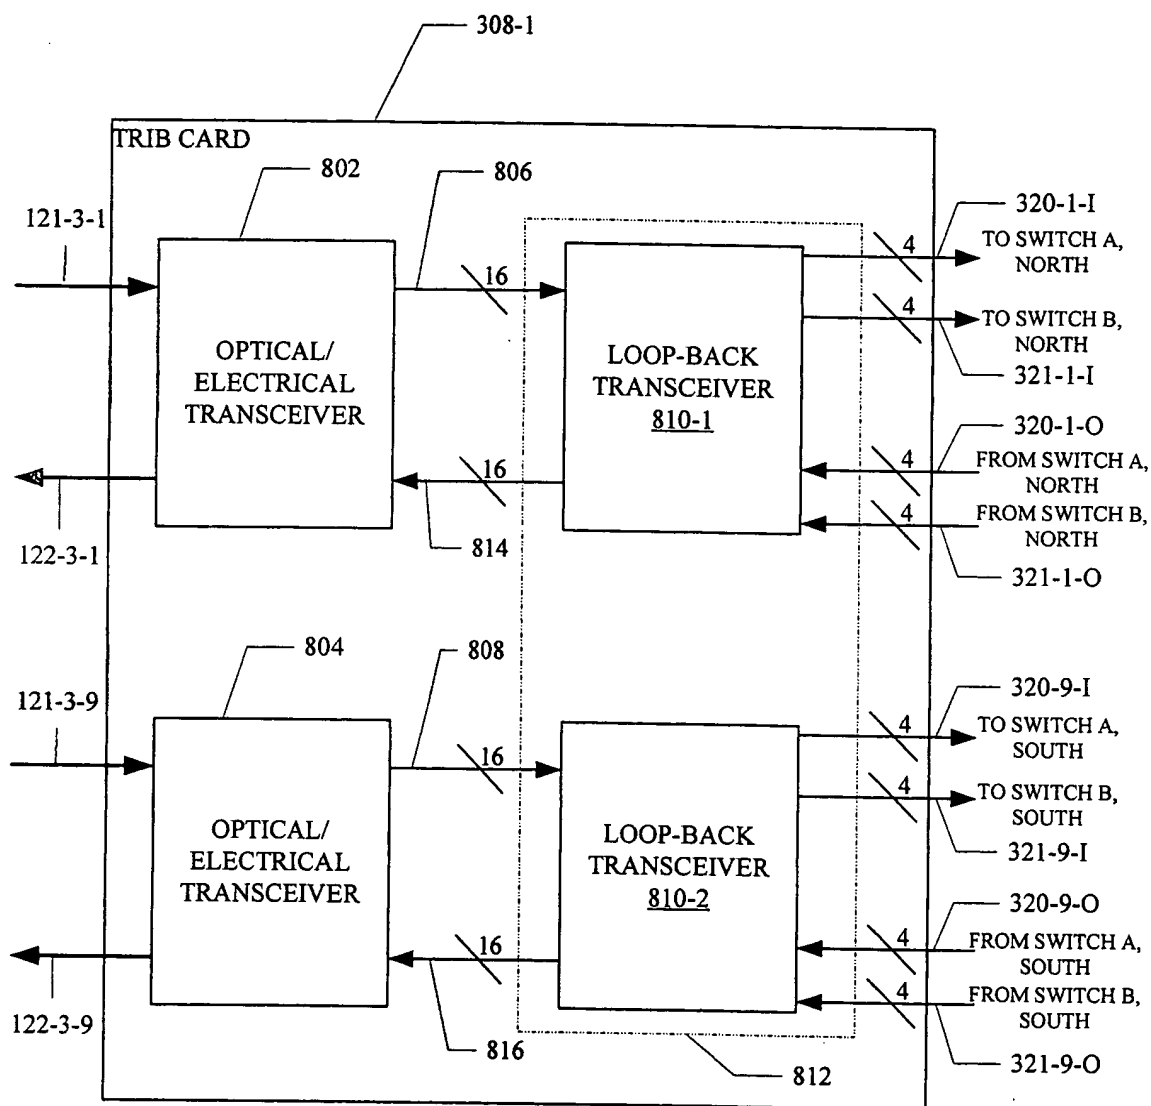 308-1
TRIB CARD
802
806
121-3-1
320-1-I
4
TO SWITCH A,
NORTH
16
4
TO SWITCH B,
NORTH
321-1-I
OPTICAL/
ELECTRICAL
TRANSCEIVER
LOOP-BACK
TRANSCEIVER
810-1
320-1-O
16
4
FROM SWITCH A,
NORTH
4
FROM SWITCH B,
NORTH
122-3-1
814
321-1-O
804
808
121-3-9
320-9-I
4
TO SWITCH A,
SOUTH
16
4
TO SWITCH B,
SOUTH
321-9-I
OPTICAL/
ELECTRICAL
TRANSCEIVER
LOOP-BACK
TRANSCEIVER
810-2
320-9-O
16
4
FROM SWITCH A,
SOUTH
4
FROM SWITCH B,
SOUTH
122-3-9
816
812
321-9-O